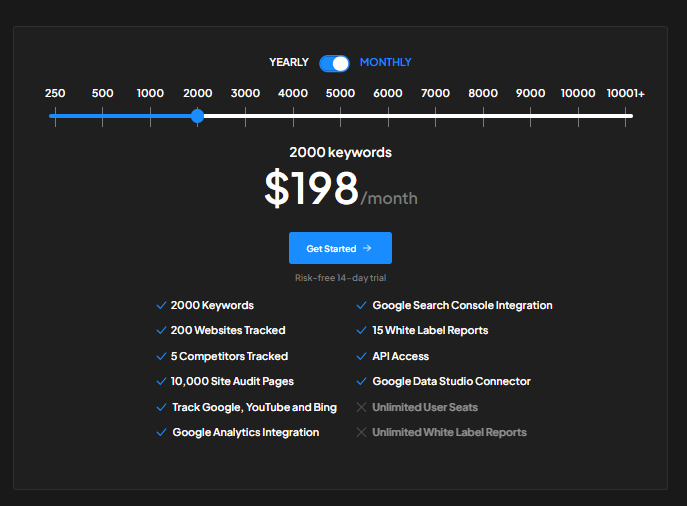 YEARLY MONTHLY
250 500 1000 2000 3000 4000 5000 6000 7000 8000 9000 10000 10001+
2000 keywords
$198/month
Get Started →
Risk-free 14-day trial
2000 Keywords
200 Websites Tracked
5 Competitors Tracked
10,000 Site Audit Pages
Track Google, YouTube and Bing
Google Analytics Integration
Google Search Console Integration
15 White Label Reports
API Access
Google Data Studio Connector
Unlimited User Seats
Unlimited White Label Reports